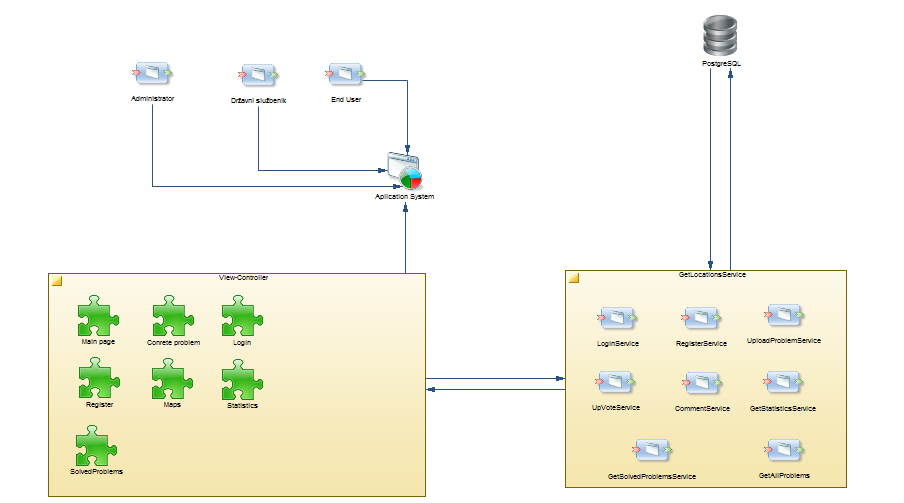 PostgreSQL
Administrator
Državni službenik
End User
Aplication System
View-Controller
Main page
Conrete problem
Login
Register
Maps
Statistics
SolvedProblems
GetLocationsService
LoginService
RegisterService
UploadProblemService
UpVoteService
CommentService
GetStatisticsService
GetSolvedProblemsService
GetAllProblems